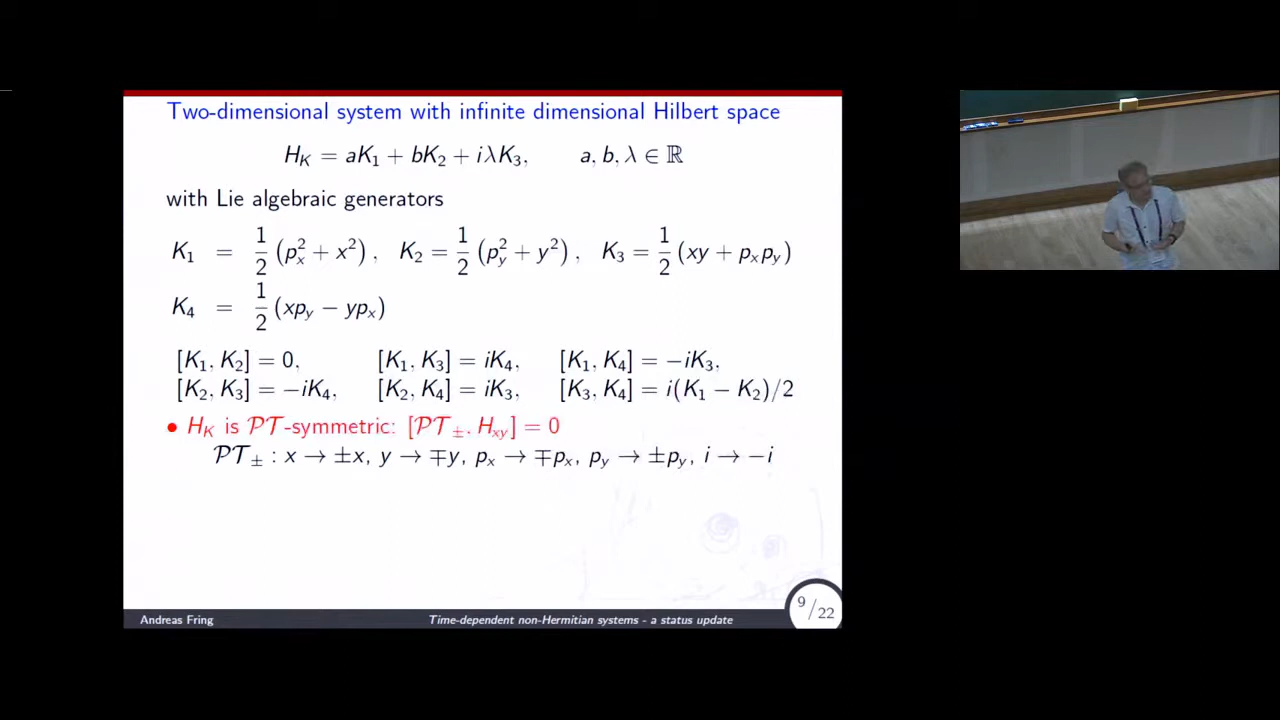 Two-dimensional system with infinite dimensional Hilbert space
H_K = aK_1 + bK_2 + iλK_3, a, b, λ ∈ ℝ
with Lie algebraic generators
K_1 = 1/2 (p_x^2 + x^2), K_2 = 1/2 (p_y^2 + y^2), K_3 = 1/2 (xy + p_x p_y)
K_4 = 1/2 (xp_y − yp_x)
[K_1, K_2] = 0, [K_1, K_3] = iK_4, [K_1, K_4] = −iK_3,
[K_2, K_3] = −iK_4, [K_2, K_4] = iK_3, [K_3, K_4] = i(K_1 − K_2)/2
• H_K is 𝒫𝒯-symmetric: [𝒫𝒯_±. H_xy] = 0
𝒫𝒯_± : x → ±x, y → ∓y, p_x → ∓p_x, p_y → ±p_y, i → −i
Andreas Fring Time-dependent non-Hermitian systems - a status update 9/22